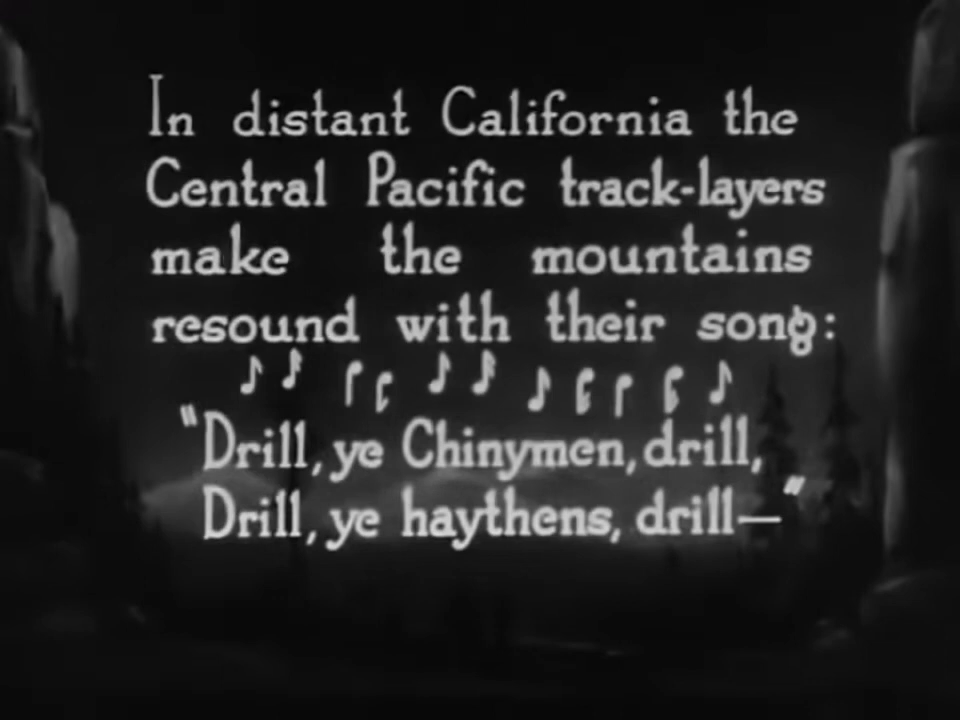 In distant California the
Central Pacific track-layers
make the mountains
resound with their song:
"Drill, ye Chinymen, drill,
Drill, ye haythens, drill—"